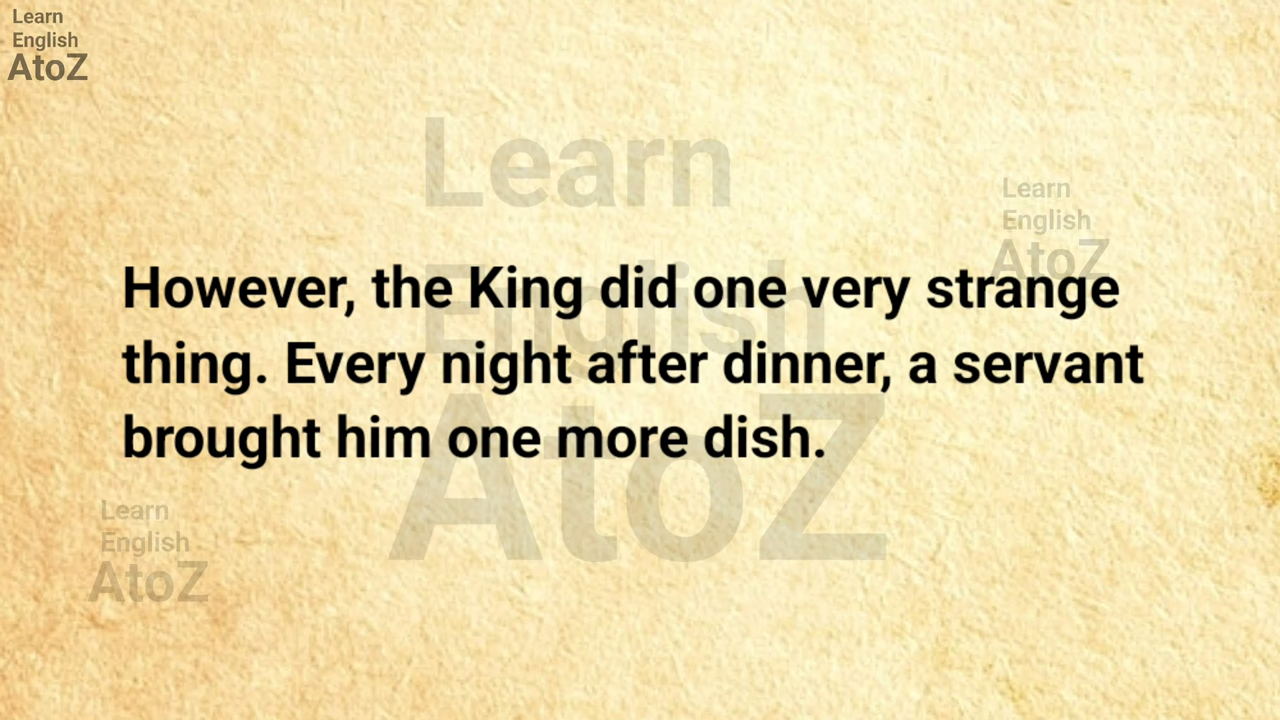 Learn
English
AtoZ
Learn
Learn
English
AtoZ
English
However, the King did one very strange
thing. Every night after dinner, a servant
brought him one more dish.
AtoZ
Learn
English
AtoZ